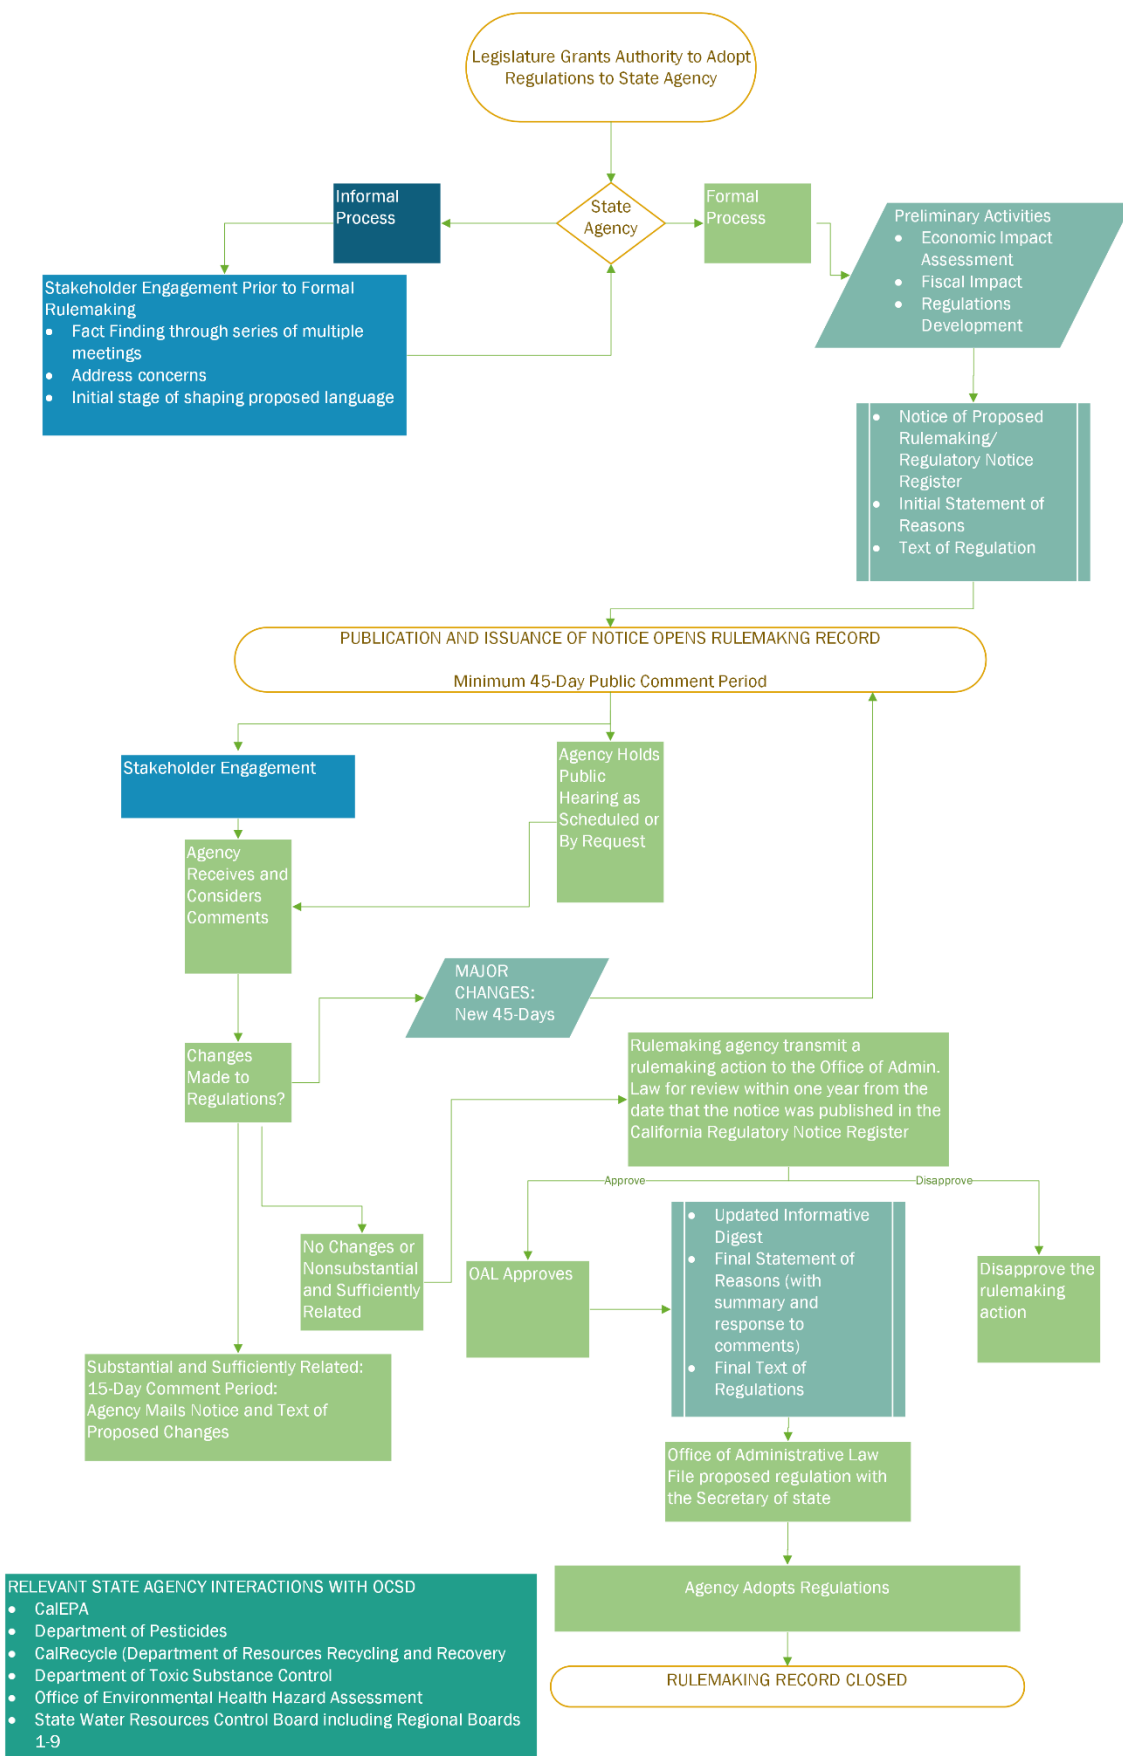 Legislature Grants Authority to Adopt
Regulations to State Agency
Informal
Process
State
Agency
Formal
Process
Preliminary Activities
● Economic Impact
Assessment
● Fiscal Impact
● Regulations
Development
Stakeholder Engagement Prior to Formal
Rulemaking
● Fact Finding through series of multiple
meetings
● Address concerns
● Initial stage of shaping proposed language
● Notice of Proposed
Rulemaking/
Regulatory Notice
Register
● Initial Statement of
Reasons
● Text of Regulation
PUBLICATION AND ISSUANCE OF NOTICE OPENS RULEMAKNG RECORD
Minimum 45-Day Public Comment Period
Stakeholder Engagement
Agency Holds
Public
Hearing as
Scheduled or
By Request
Agency
Receives and
Considers
Comments
MAJOR
CHANGES:
New 45-Days
Changes
Made to
Regulations?
Rulemaking agency transmit a
rulemaking action to the Office of Admin.
Law for review within one year from the
date that the notice was published in the
California Regulatory Notice Register
Approve
Disapprove
No Changes or
Nonsubstantial
and Sufficiently
Related
OAL Approves
● Updated Informative
Digest
● Final Statement of
Reasons (with
summary and
response to
comments)
● Final Text of
Regulations
Disapprove the
rulemaking
action
Substantial and Sufficiently Related:
15-Day Comment Period:
Agency Mails Notice and Text of
Proposed Changes
Office of Administrative Law
File proposed regulation with
the Secretary of state
Agency Adopts Regulations
RULEMAKING RECORD CLOSED
RELEVANT STATE AGENCY INTERACTIONS WITH OCSD
● CalEPA
● Department of Pesticides
● CalRecycle (Department of Resources Recycling and Recovery
● Department of Toxic Substance Control
● Office of Environmental Health Hazard Assessment
● State Water Resources Control Board including Regional Boards
1-9